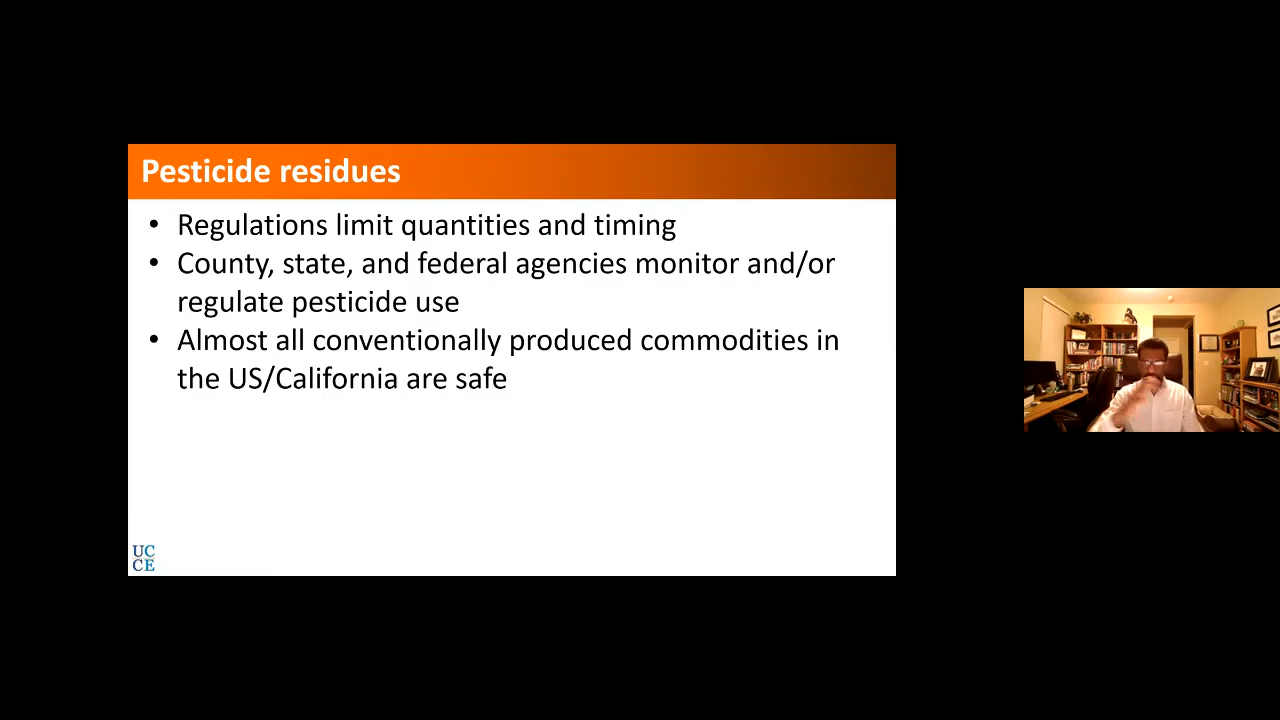 Pesticide residues
• Regulations limit quantities and timing
• County, state, and federal agencies monitor and/or
regulate pesticide use
• Almost all conventionally produced commodities in
the US/California are safe
UC
CE